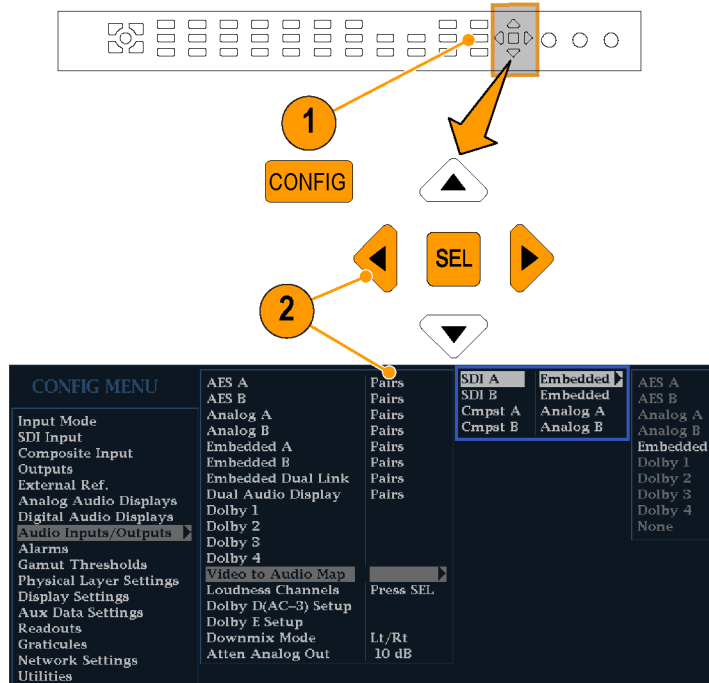 1
CONFIG
SEL
2
CONFIG MENU
Input Mode
SDI Input
Composite Input
Outputs
External Ref.
Analog Audio Displays
Digital Audio Displays
Audio Inputs/Outputs
Alarms
Gamut Thresholds
Physical Layer Settings
Display Settings
Aux Data Settings
Readouts
Graticules
Network Settings
Utilities
AES A Pairs
AES B Pairs
Analog A Pairs
Analog B Pairs
Embedded A Pairs
Embedded B Pairs
Embedded Dual Link Pairs
Dual Audio Display Pairs
Dolby 1
Dolby 2
Dolby 3
Dolby 4
Video to Audio Map
Loudness Channels Press SEL
Dolby D(AC–3) Setup
Dolby E Setup
Downmix Mode Lt/Rt
Atten Analog Out 10 dB
SDI A Embedded
SDI B Embedded
Cmpst A Analog A
Cmpst B Analog B
AES A
AES B
Analog A
Analog B
Embedded
Dolby 1
Dolby 2
Dolby 3
Dolby 4
None